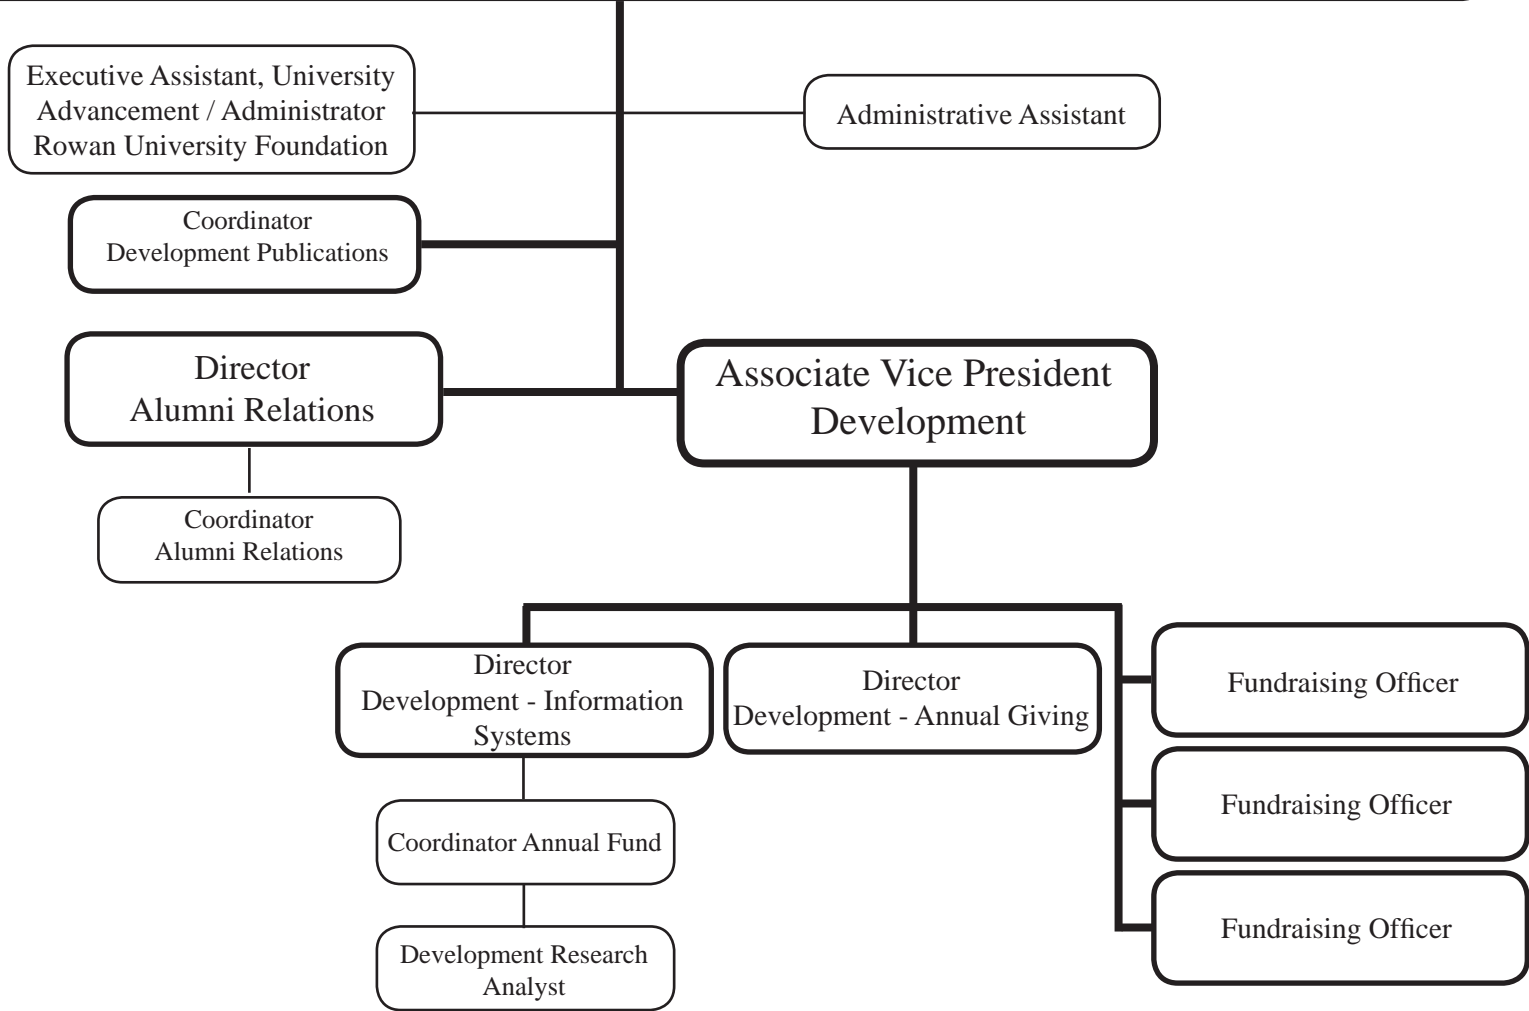 Executive Assistant, University
Advancement / Administrator
Rowan University Foundation
Administrative Assistant
Coordinator
Development Publications
Director
Alumni Relations
Associate Vice President
Development
Coordinator
Alumni Relations
Director
Development - Information
Systems
Director
Development - Annual Giving
Fundraising Officer
Coordinator Annual Fund
Fundraising Officer
Development Research
Analyst
Fundraising Officer